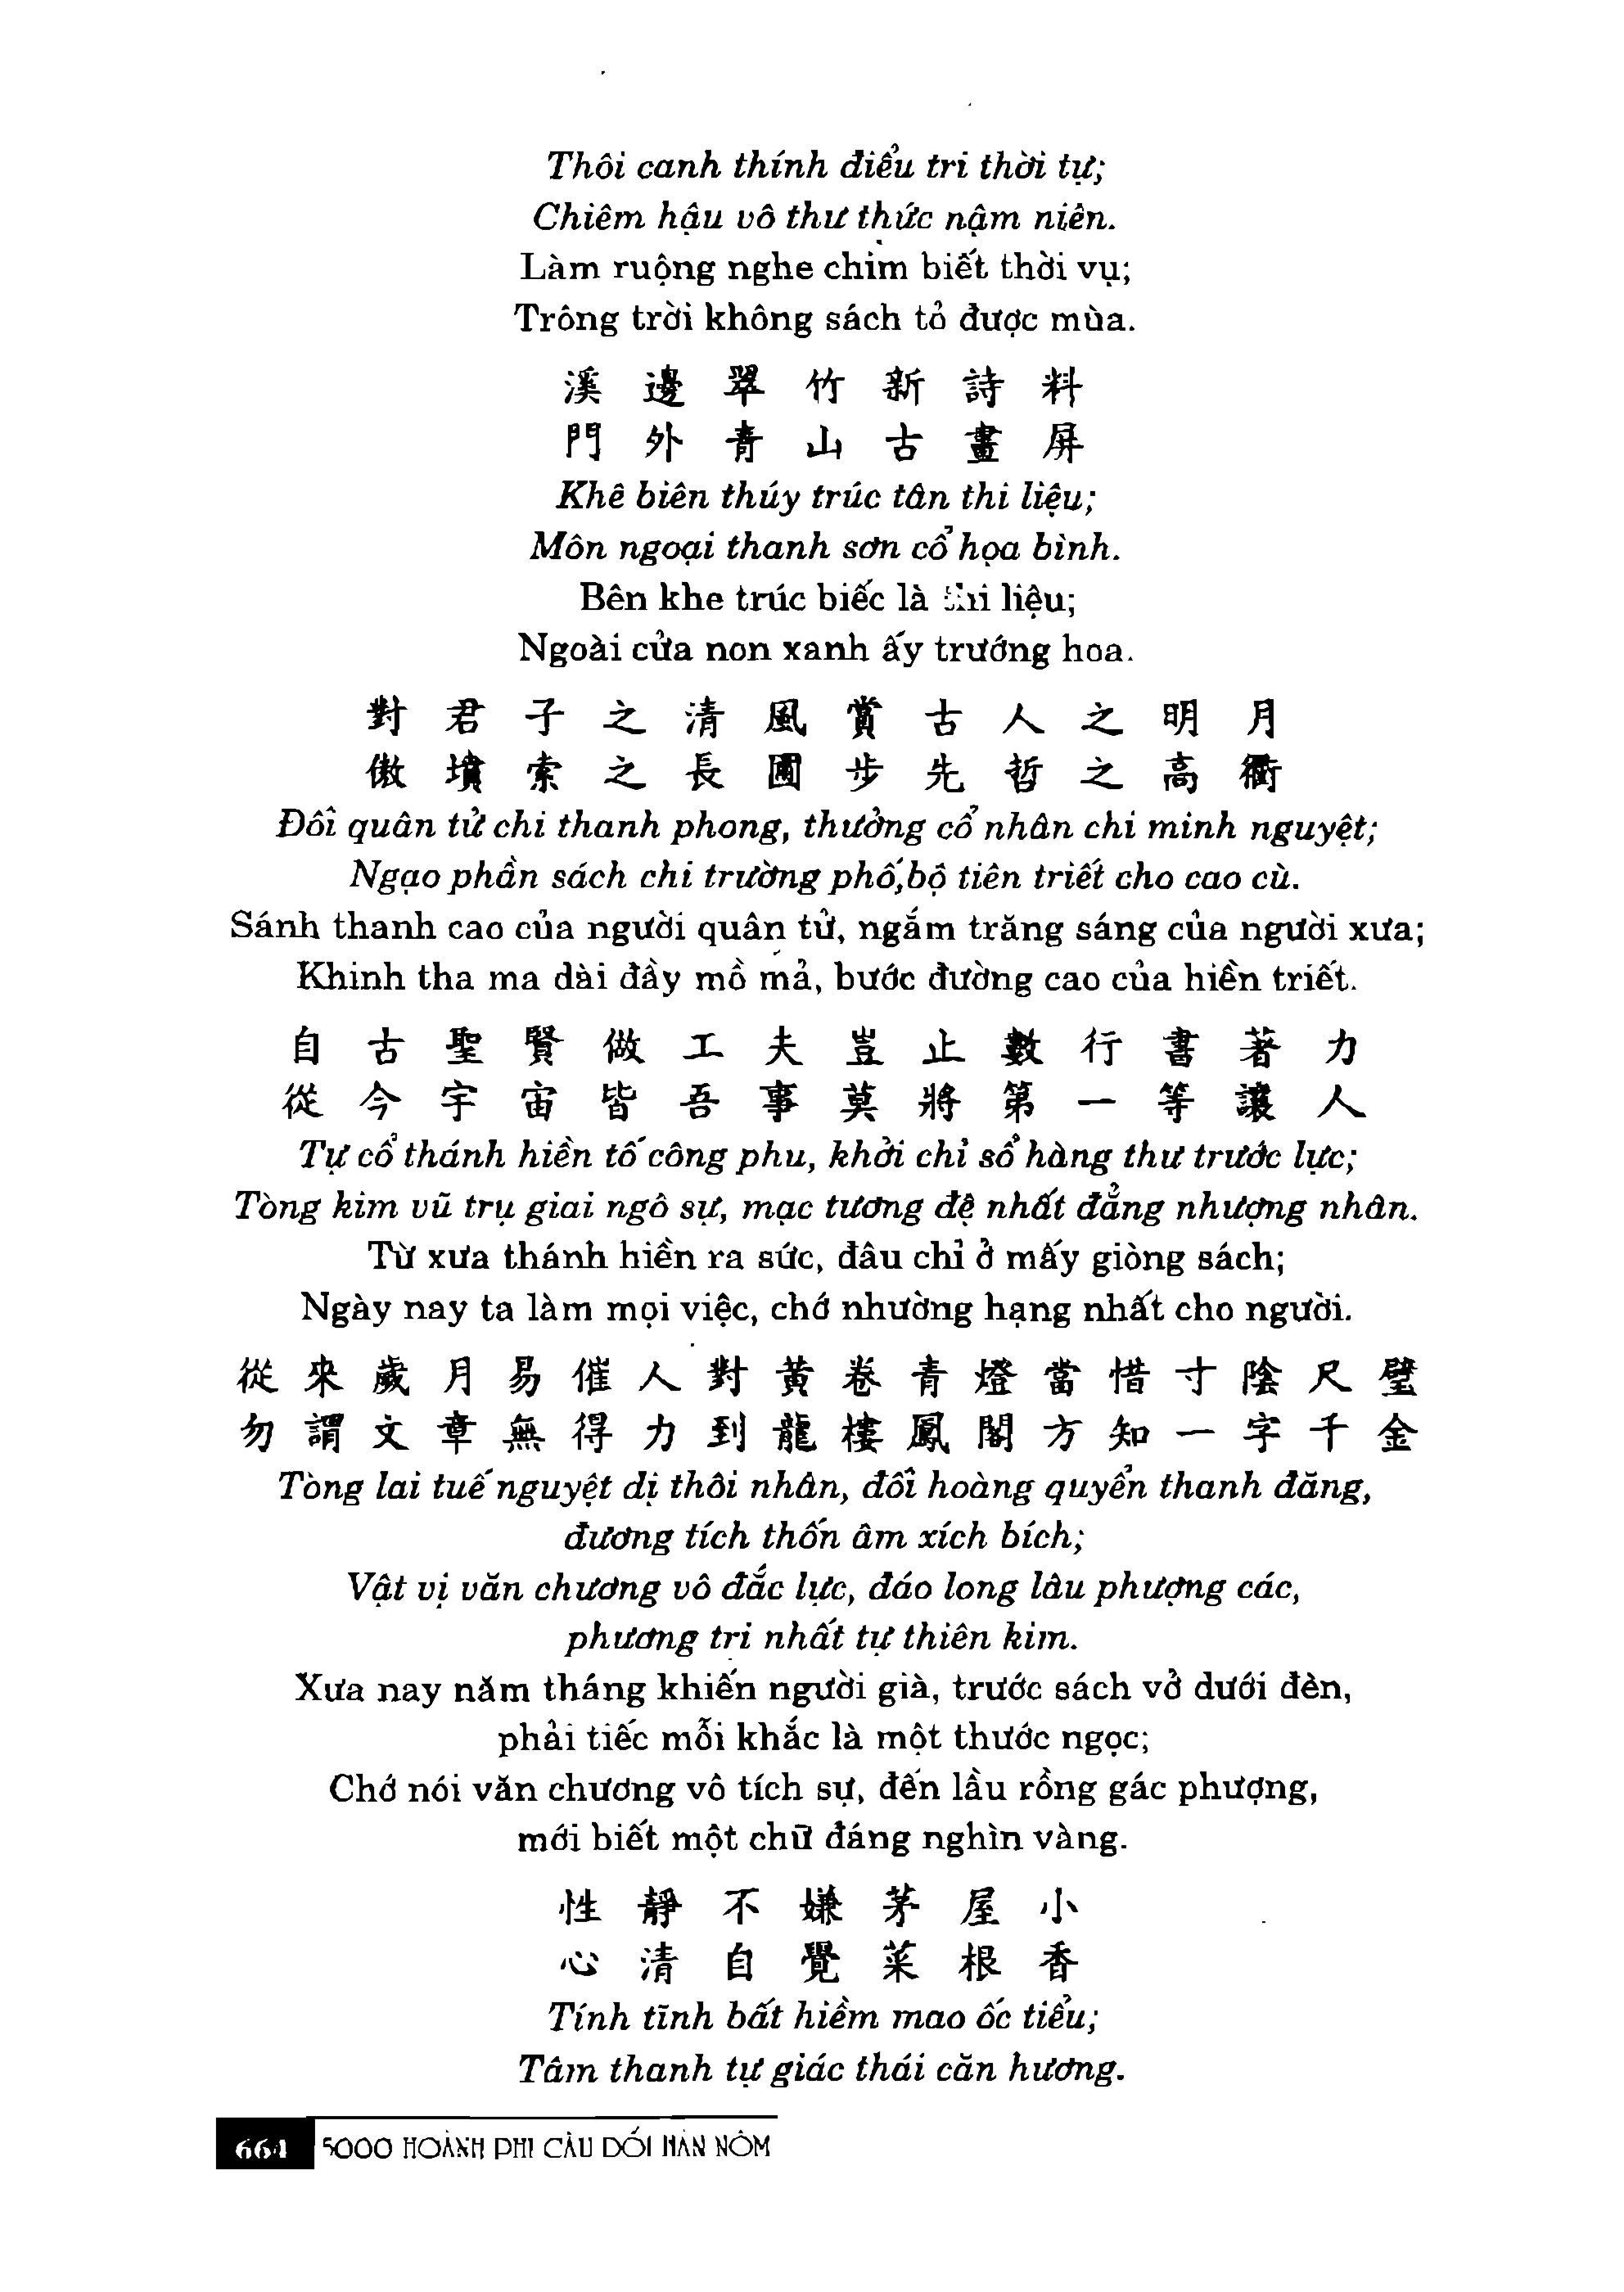 Thôi canh thính điểu tri thời tự;
Chiêm hậu vô thư thức nậm niên.
Làm ruộng nghe chim biết thời vụ;
Trông trời không sách tỏ được mùa.
溪邊翠竹新詩料
門外青山古畫屏
Khê biên thúy trúc tân thi liệu;
Môn ngoại thanh sơn cổ họa bình.
Bên khe trúc biếc là thi liệu;
Ngoài cửa non xanh ấy trướng hoa.
對君子之清風賞古人之明月
傲墳索之長圃步先哲之高衢
Đối quân tử chi thanh phong, thưởng cổ nhân chi minh nguyệt;
Ngạo phần sách chi trường phố,bộ tiên triết cho cao cù.
Sánh thanh cao của người quân tử, ngắm trăng sáng của người xưa;
Khinh tha ma dài đầy mồ mả, bước đường cao của hiền triết.
自古聖賢做工夫豈止數行書著力
從今宇宙皆吾事莫將第一等讓人
Tự cổ thánh hiền tố công phu, khởi chỉ sổ hàng thư trước lực;
Tòng kim vũ trụ giai ngô sự, mạc tương đệ nhất đẳng nhượng nhân.
Từ xưa thánh hiền ra sức, đâu chỉ ở mấy giòng sách;
Ngày nay ta làm mọi việc, chớ nhường hạng nhất cho người.
從來歲月易催人對黃卷青燈當惜寸陰尺璧
勿謂文章無得力到龍樓鳳閣方知一字千金
Tòng lai tuế nguyệt dị thôi nhân, đối hoàng quyển thanh đăng,
đương tích thốn âm xích bích;
Vật vị văn chương vô đắc lực, đáo long lâu phượng các,
phương tri nhất tự thiên kim.
Xưa nay năm tháng khiến người già, trước sách vở dưới đèn,
phải tiếc mỗi khắc là một thước ngọc;
Chớ nói văn chương vô tích sự, đến lầu rồng gác phượng,
mới biết một chữ đáng nghìn vàng.
性靜不嫌茅屋小
心清自覺菜根香
Tính tĩnh bất hiềm mao ốc tiểu;
Tâm thanh tự giác thái căn hương.
664 5000 HOÀNH PHI CÂU DỐI HÁN NÔM